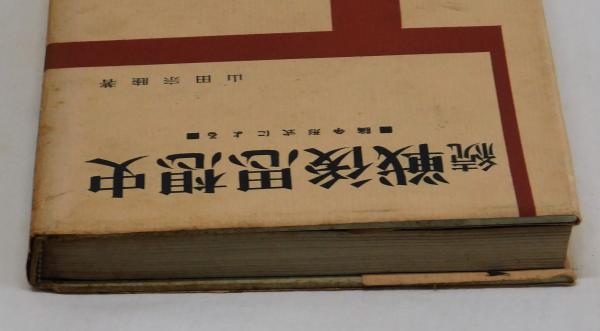 続戦後思想史
■論争形式による■
山田宗睦著